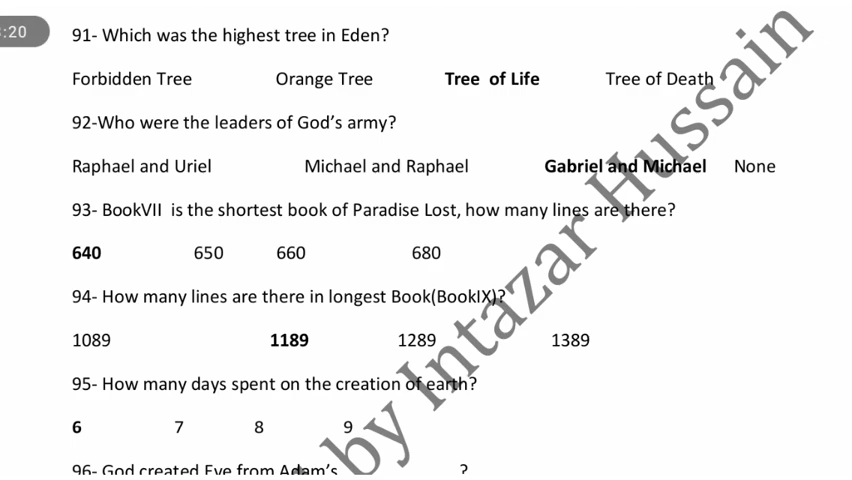 :20
91- Which was the highest tree in Eden?
Forbidden Tree Orange Tree Tree of Life Tree of Death
92-Who were the leaders of God's army?
Raphael and Uriel Michael and Raphael Gabriel and Michael None
93- BookVII is the shortest book of Paradise Lost, how many lines are there?
640 650 660 680
94- How many lines are there in longest Book(BookIX)?
1089 1189 1289 1389
95- How many days spent on the creation of earth?
6 7 8 9
96- God created Eve from Adam's ?
by Intazar Hussain